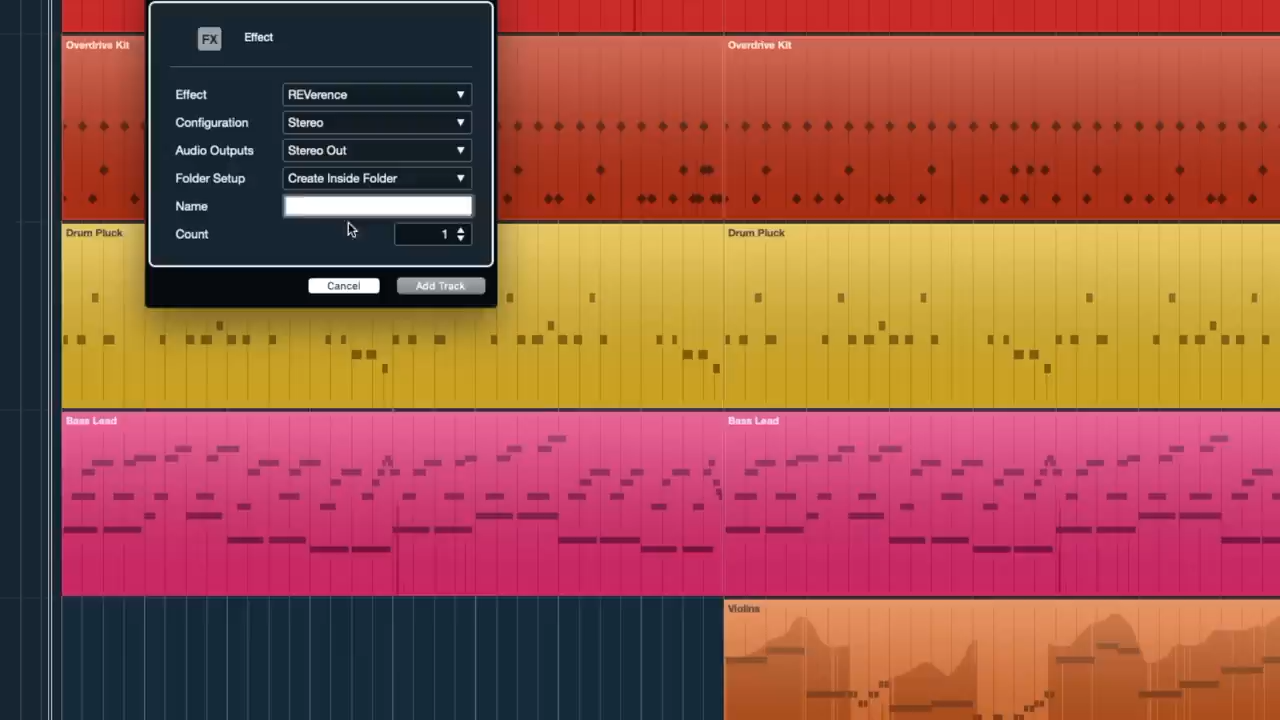 FX Effect
Overdrive Kit
Overdrive Kit
Effect REVerence
Configuration Stereo
Audio Outputs Stereo Out
Folder Setup Create Inside Folder
Name
Count 1
Drum Pluck
Drum Pluck
Cancel Add Track
Bass Lead
Bass Lead
Violins